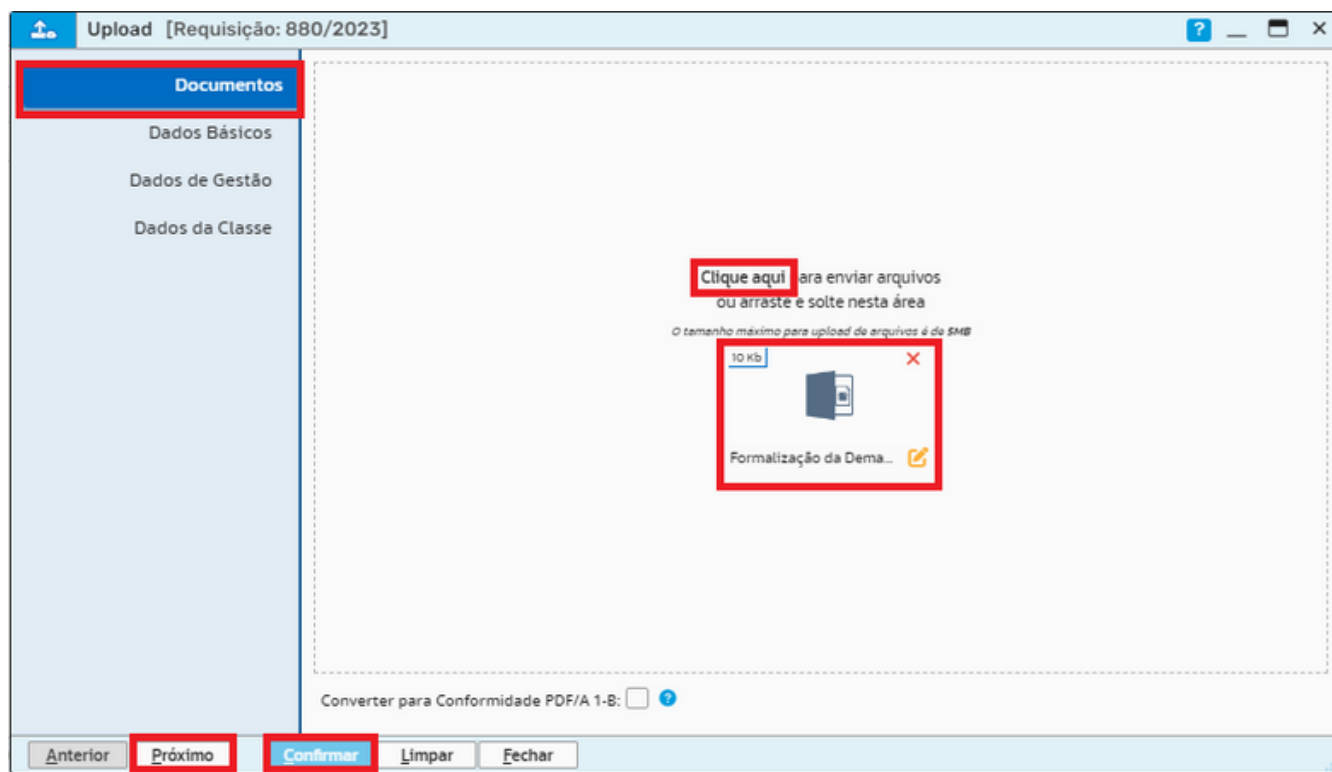 Upload [Requisição: 880/2023] ?
Documentos
Dados Básicos
Dados de Gestão
Dados da Classe
Clique aqui ara enviar arquivos
ou arraste e solte nesta área
O tamanho máximo para upload de arquivos é de 5MB
10 Kb
Formalização da Dema...
Converter para Conformidade PDF/A 1-B: ?
Anterior Próximo Confirmar Limpar Fechar